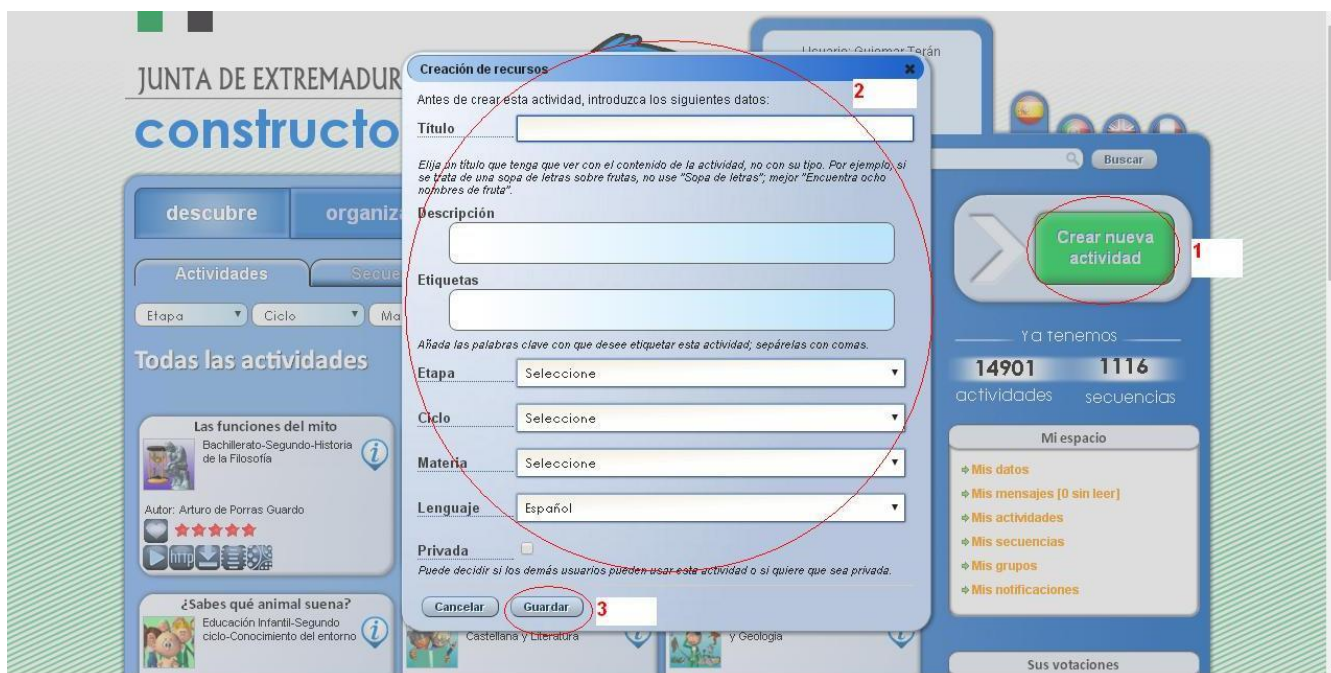 Usuario: Guiomar Terán
JUNTA DE EXTREMADUR
constructo
Buscar
descubre
organiz
Actividades
Secue
Etapa
Ciclo
Ma
Todas las actividades
Las funciones del mito
Bachillerato-Segundo-Historia
de la Filosofía
Autor: Arturo de Porras Guardo
http
¿Sabes qué animal suena?
Educación Infantil-Segundo
ciclo-Conocimiento del entorno
Creación de recursos
2
Antes de crear esta actividad, introduzca los siguientes datos:
Título
Elija un título que tenga que ver con el contenido de la actividad, no con su tipo. Por ejemplo, si
se trata de una sopa de letras sobre frutas, no use "Sopa de letras"; mejor "Encuentra ocho
nombres de fruta".
Descripción
Etiquetas
Añada las palabras clave con que desee etiquetar esta actividad; sepárelas con comas.
Etapa Seleccione
Ciclo Seleccione
Materia Seleccione
Lenguaje Español
Privada
Puede decidir si los demás usuarios pueden usar esta actividad o si quiere que sea privada.
Cancelar Guardar 3
Castellana y Literatura
y Geología
Crear nueva
actividad
1
Ya tenemos
14901 1116
actividades secuencias
Mi espacio
Mis datos
Mis mensajes [0 sin leer]
Mis actividades
Mis secuencias
Mis grupos
Mis notificaciones
Sus votaciones